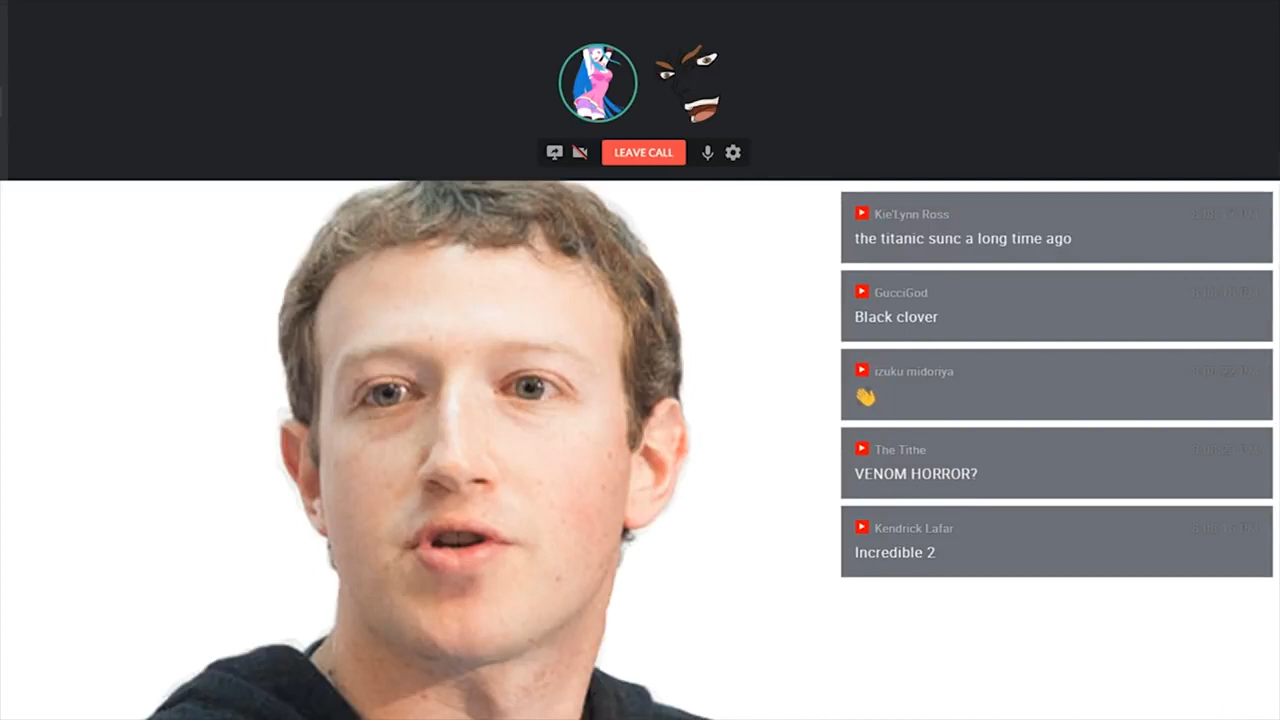 LEAVE CALL
Kie'Lynn Ross
the titanic sunc a long time ago
GucciGod
Black clover
izuku midoriya
👏
The Tithe
VENOM HORROR?
Kendrick Lafar
Incredible 2